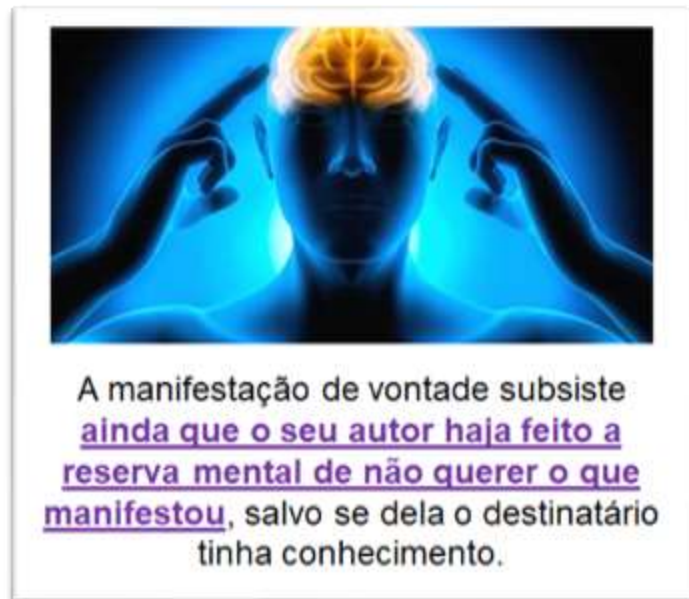 A manifestação de vontade subsiste
ainda que o seu autor haja feito a
reserva mental de não querer o que
manifestou, salvo se dela o destinatário
tinha conhecimento.